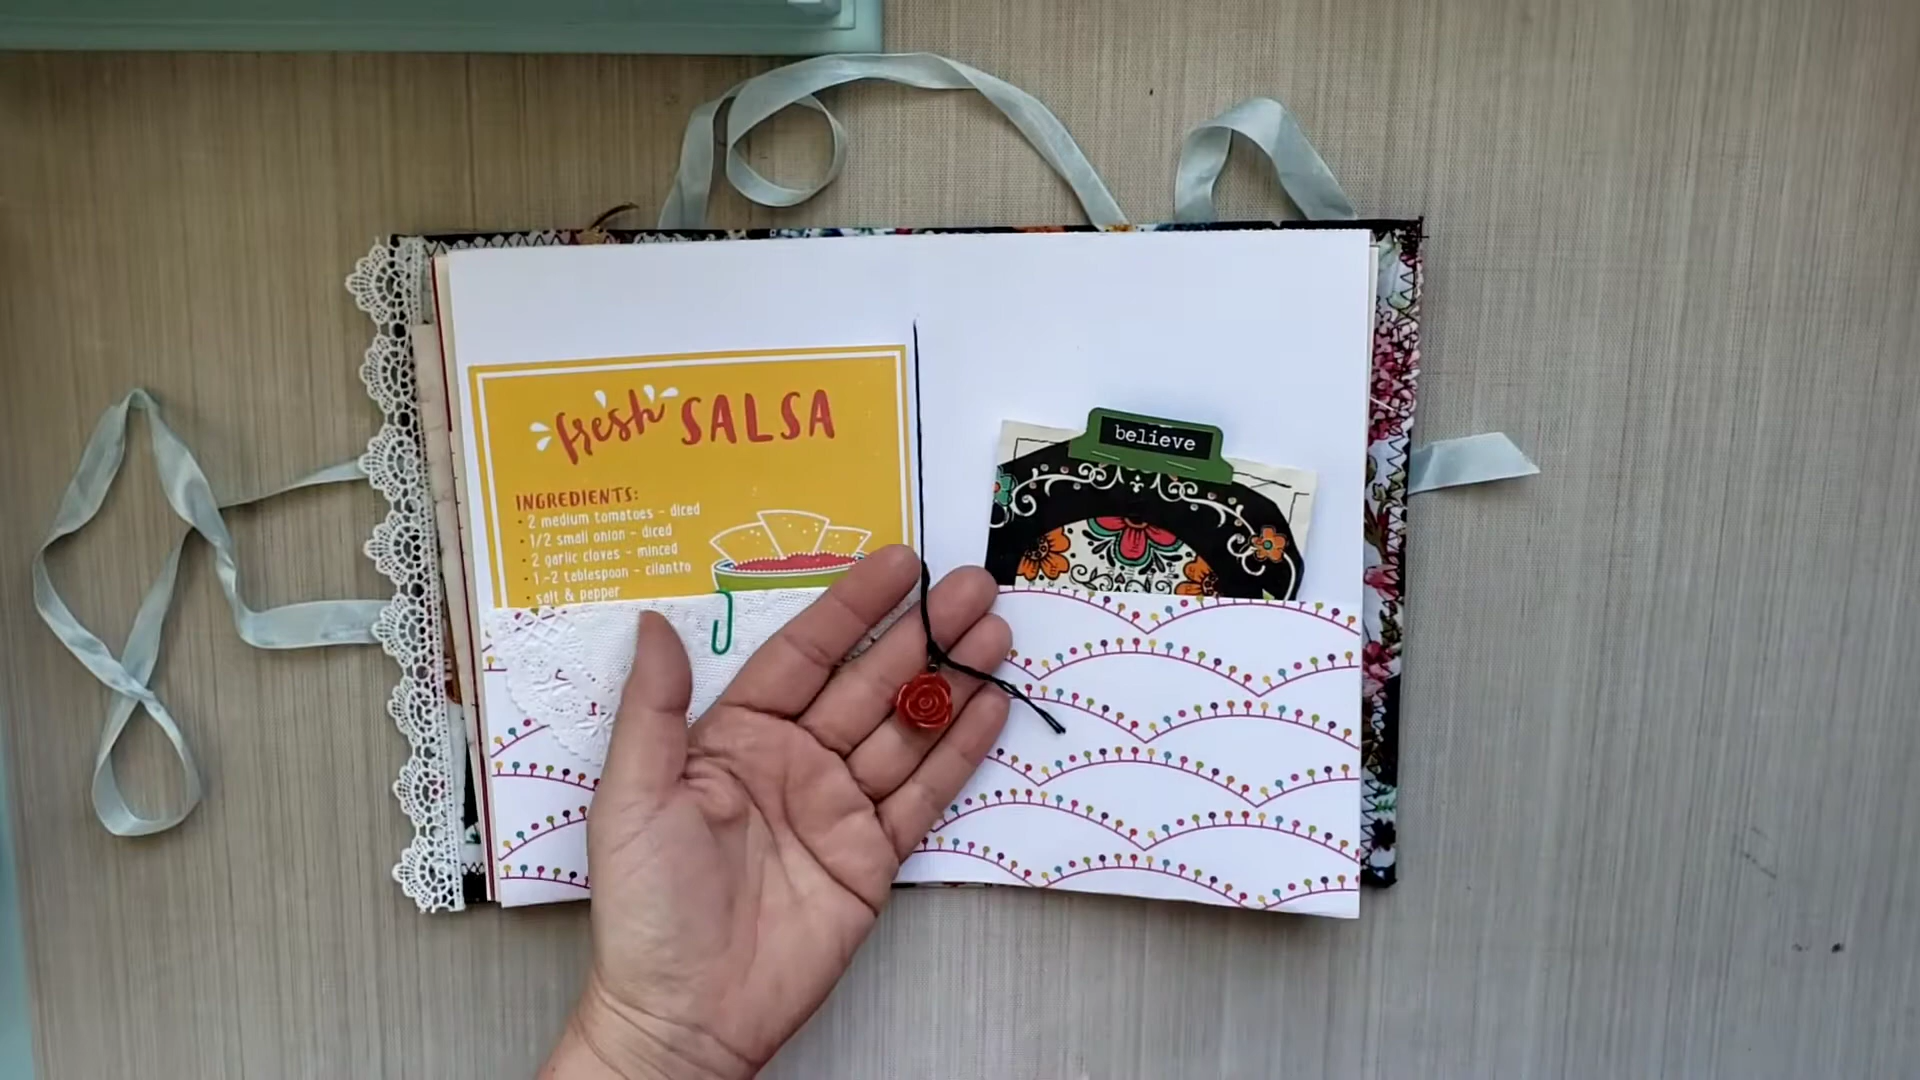 fresh SALSA
INGREDIENTS:
• 2 medium tomatoes - diced
• 1/2 small onion - diced
• 2 garlic cloves - minced
• 1-2 tablespoon - cilantro
• salt & pepper
believe